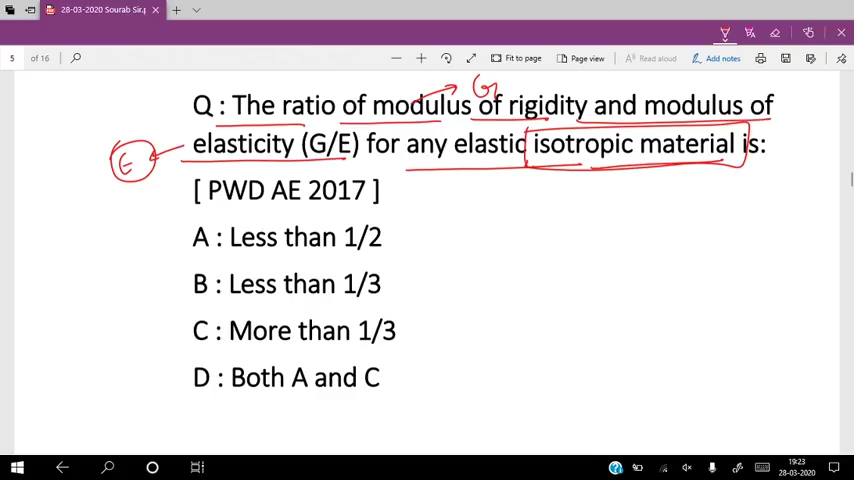 28-03-2020 Sourab Sir.p
5 of 16
Fit to page
Page view
Read aloud
Add notes
G
Q : The ratio of modulus of rigidity and modulus of
elasticity (G/E) for any elastic isotropic material is:
E
[ PWD AE 2017 ]
A : Less than 1/2
B : Less than 1/3
C : More than 1/3
D : Both A and C
19:23
28-03-2020